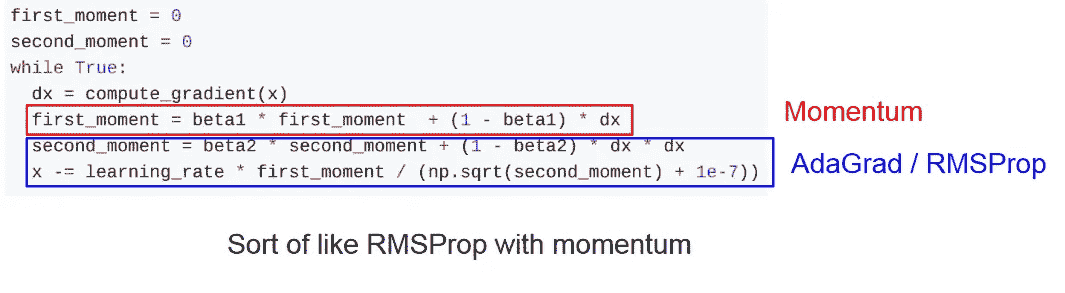 first_moment = 0
second_moment = 0
while True:
dx = compute_gradient(x)
first_moment = beta1 * first_moment + (1 - beta1) * dx
Momentum
second_moment = beta2 * second_moment + (1 - beta2) * dx * dx
x -= learning_rate * first_moment / (np.sqrt(second_moment) + 1e-7))
AdaGrad / RMSProp
Sort of like RMSProp with momentum